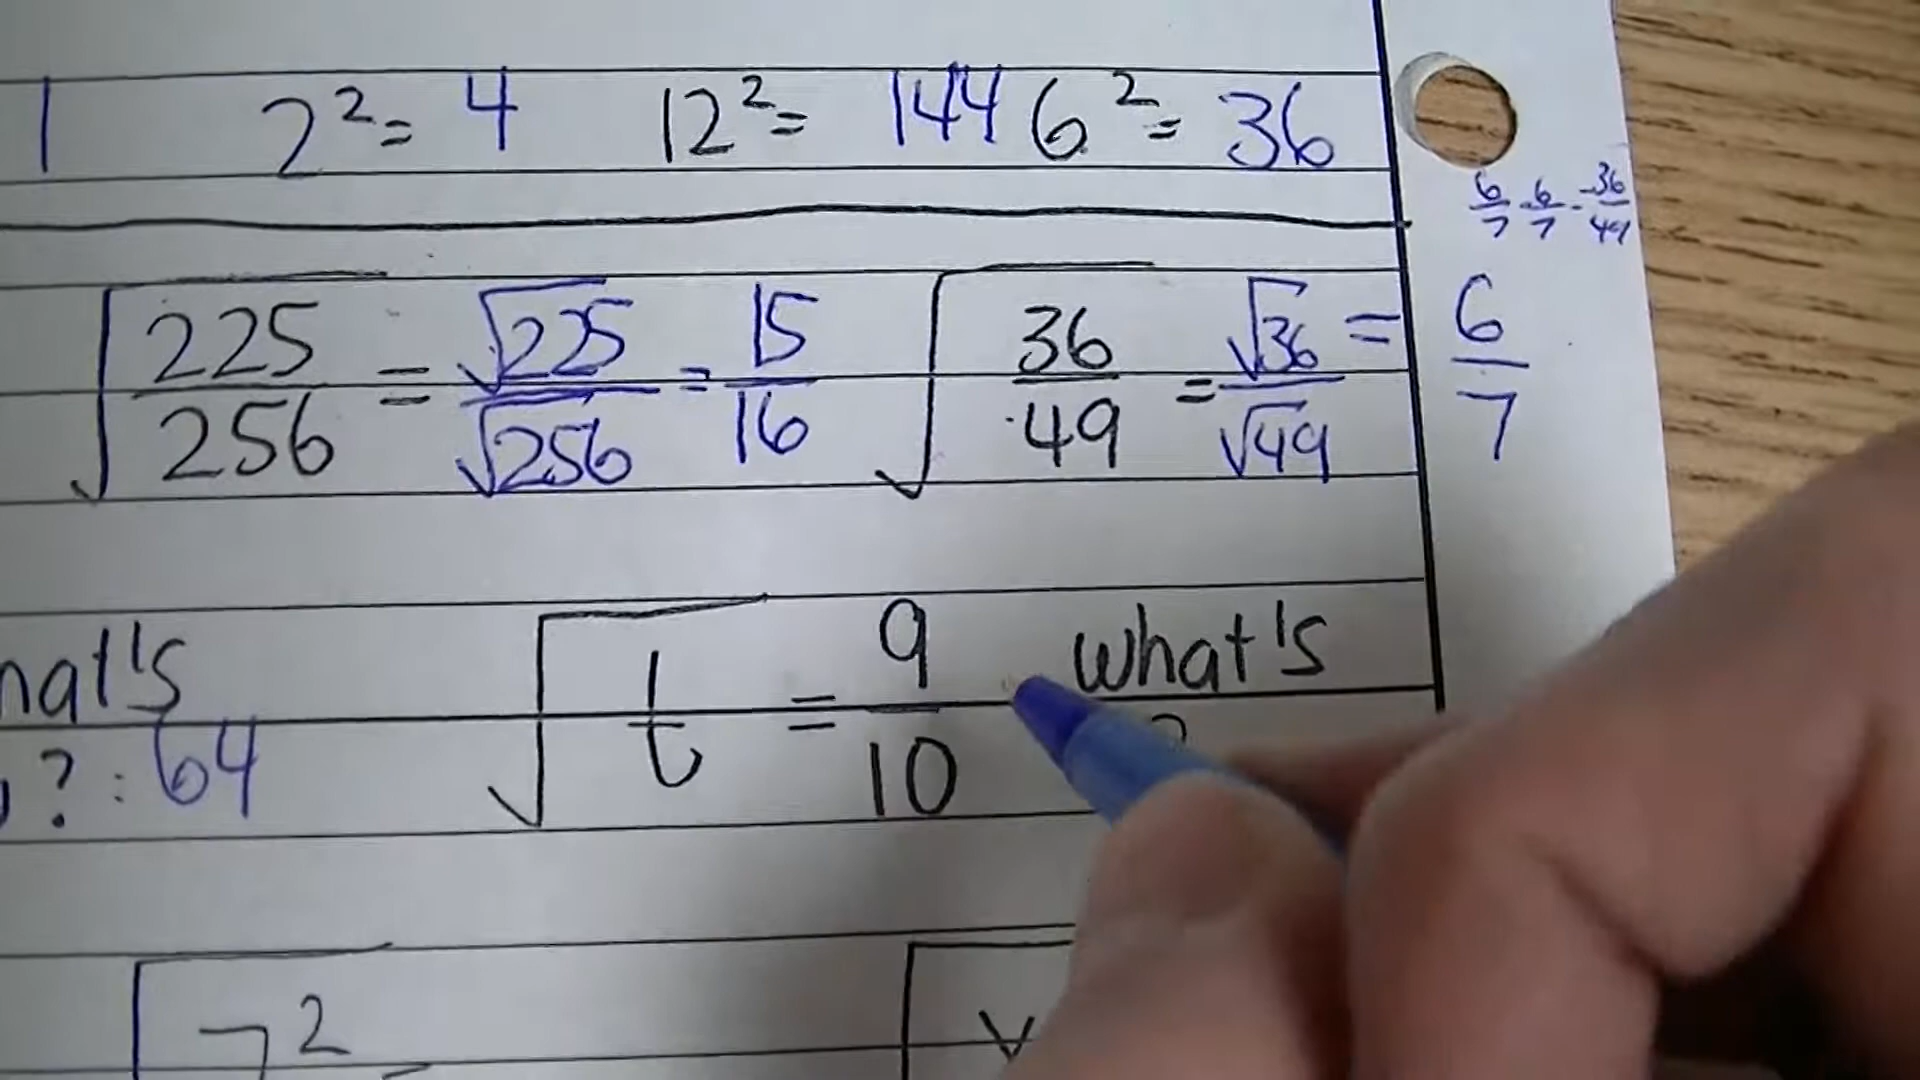 1 2² = 4 12² = 144 6² = 36
6/7 · 6/7 = 36/49
√(225/256) = √225/√256 = 15/16 √(36/49) = √36/√49 = 6/7
hat's √(l/t) = 9/10 what's
? : 64 ?
7²